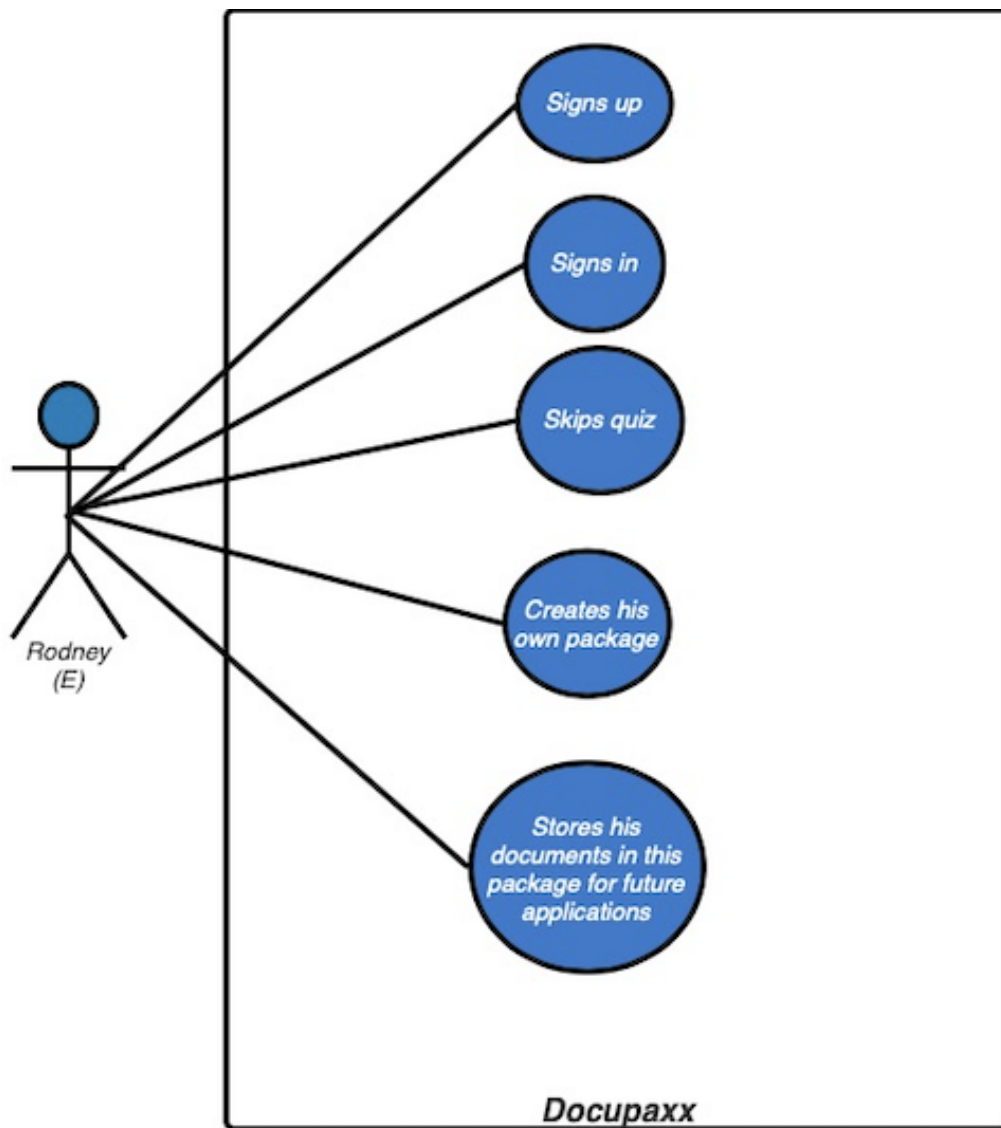 Signs up
Signs in
Skips quiz
Rodney
(E)
Creates his
own package
Stores his
documents in this
package for future
applications
Docupaxx